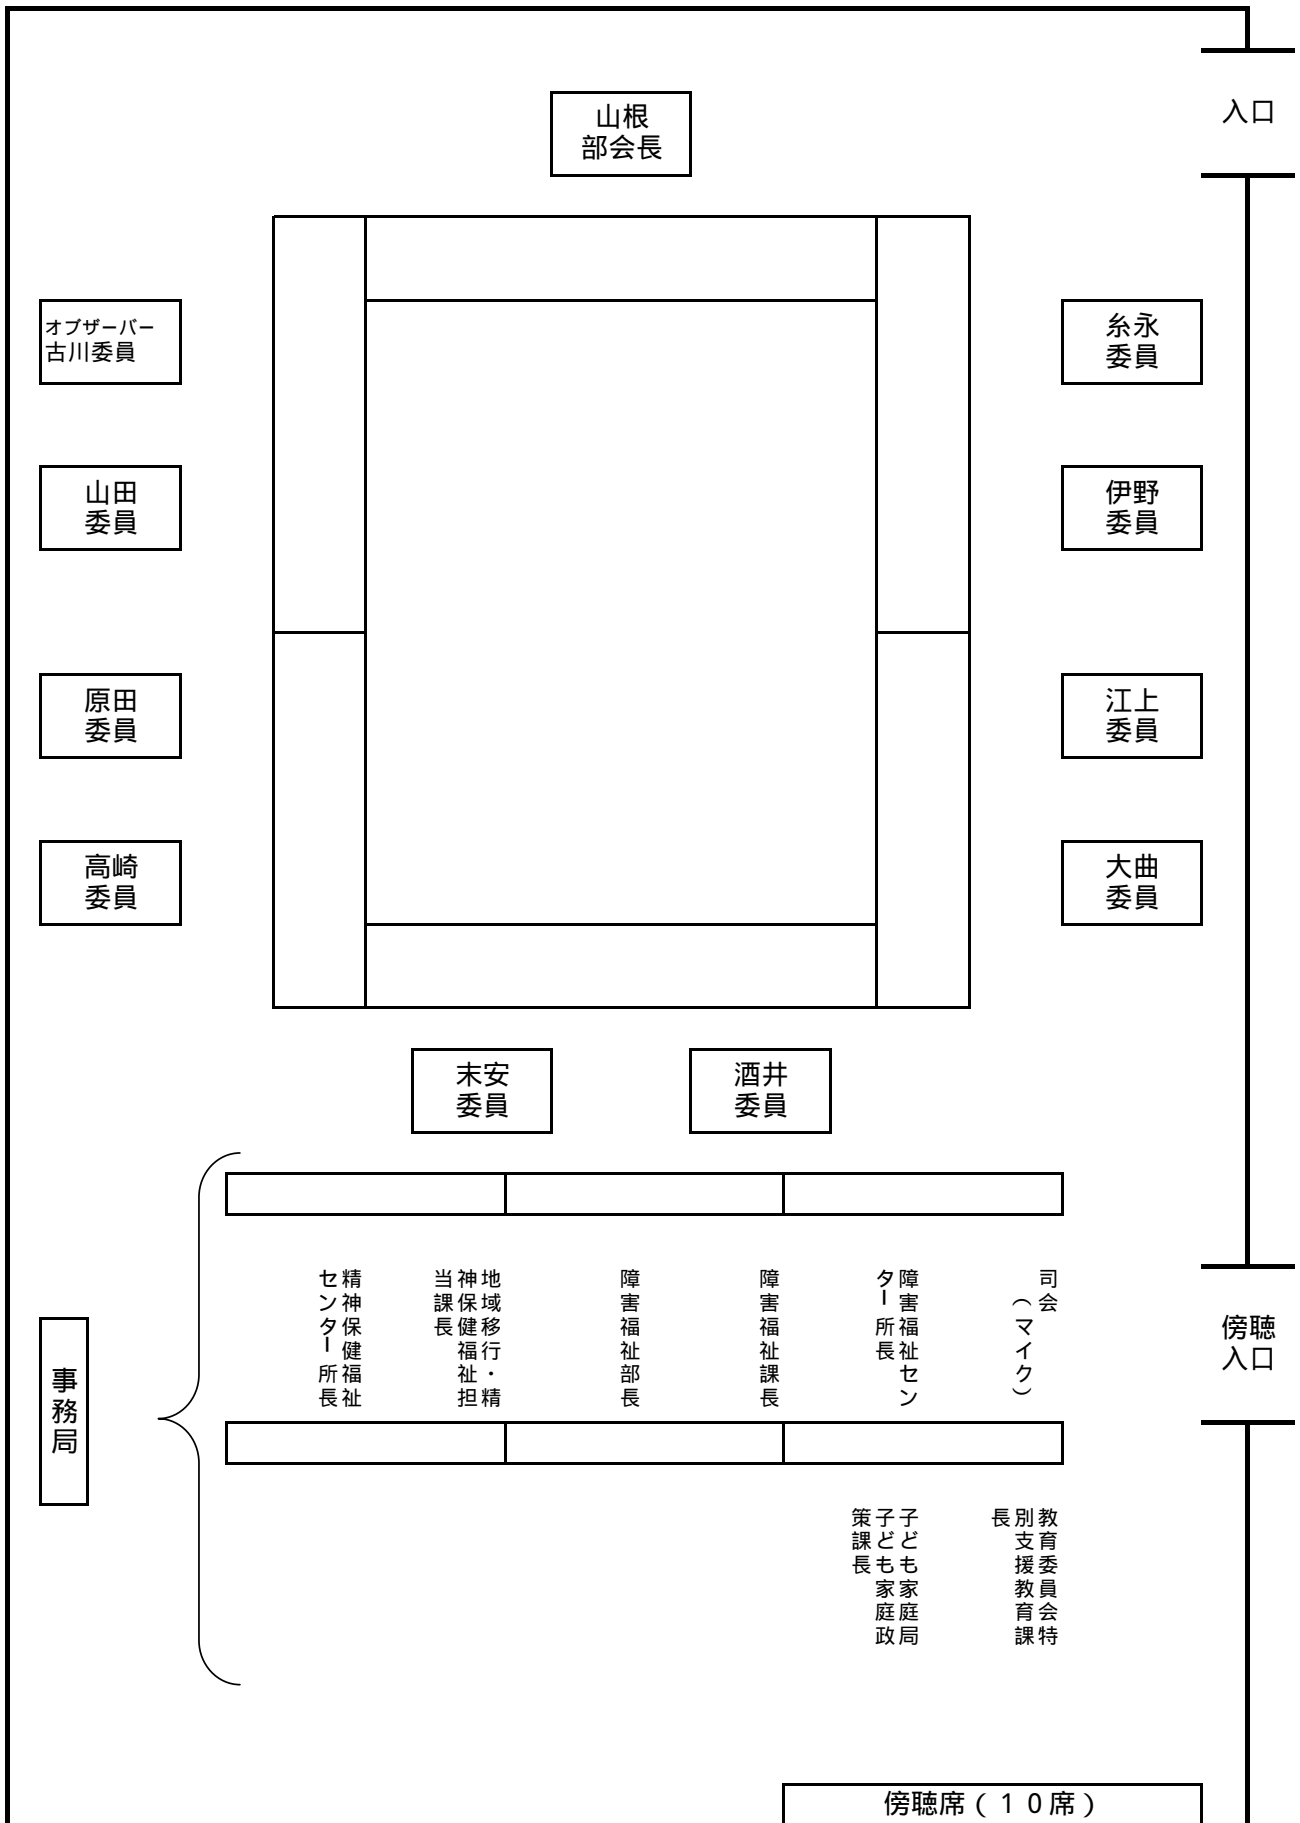 入口
山根
部会長
オブザーバー
古川委員
糸永
委員
山田
委員
伊野
委員
原田
委員
江上
委員
高崎
委員
大曲
委員
末安
委員
酒井
委員
精神保健福祉
センター所長
地域移行・精
神保健福祉担
当課長
障害福祉部長
障害福祉課長
障害福祉セン
ター所長
司会
（マイク）
傍聴
入口
事務局
子ども家庭局
子ども家庭政
策課長
教育委員会特
別支援教育課
長
傍聴席（１０席）